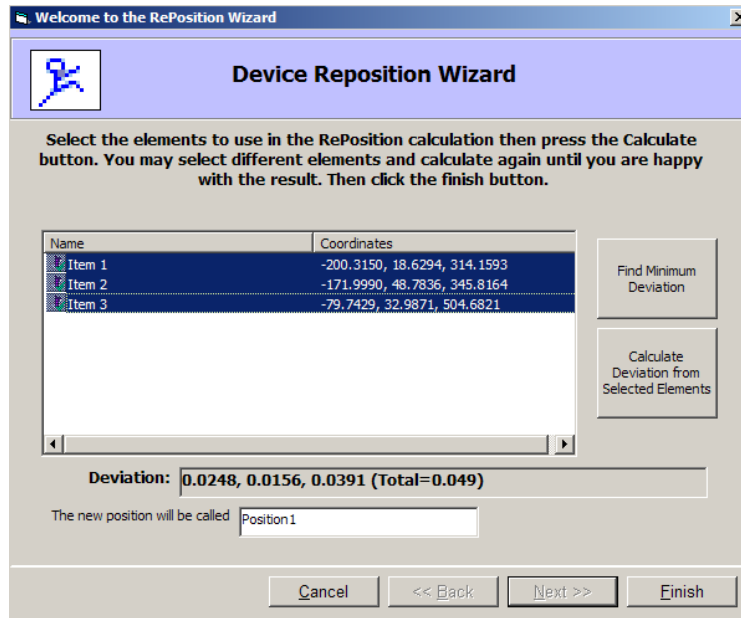 Welcome to the RePosition Wizard
Device Reposition Wizard
Select the elements to use in the RePosition calculation then press the Calculate
button. You may select different elements and calculate again until you are happy
with the result. Then click the finish button.
Name Coordinates
Item 1 -200.3150, 18.6294, 314.1593
Item 2 -171.9990, 48.7836, 345.8164
Item 3 -79.7429, 32.9871, 504.6821
Find Minimum
Deviation
Calculate
Deviation from
Selected Elements
Deviation: 0.0248, 0.0156, 0.0391 (Total=0.049)
The new position will be called Position1
Cancel << Back Next >> Finish